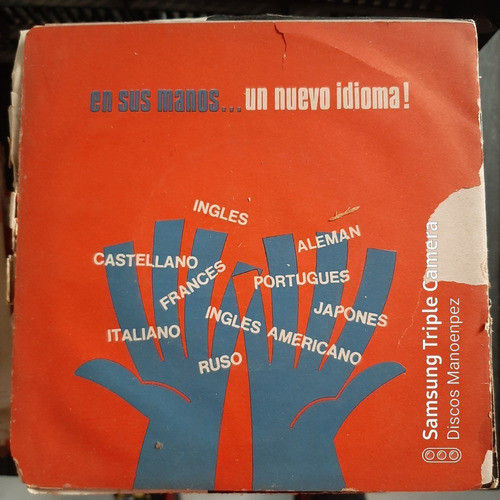 en sus manos... un nuevo idioma!
INGLES
ALEMAN
CASTELLANO
FRANCES
PORTUGUES
JAPONES
INGLES AMERICANO
ITALIANO
RUSO
Samsung Triple Camera
Discos Manoenpez